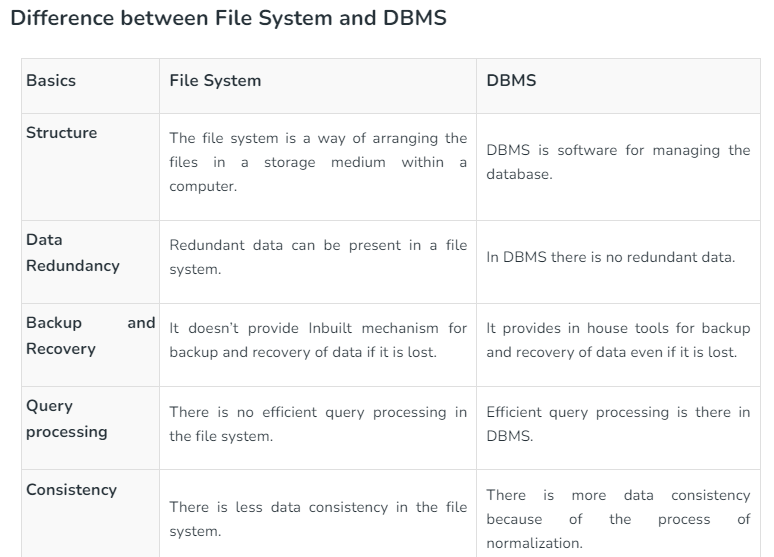 Difference between File System and DBMS
Basics
File System
DBMS
Structure
The file system is a way of arranging the
files in a storage medium within a
computer.
DBMS is software for managing the
database.
Data
Redundancy
Redundant data can be present in a file
system.
In DBMS there is no redundant data.
Backup and
Recovery
It doesn’t provide Inbuilt mechanism for
backup and recovery of data if it is lost.
It provides in house tools for backup
and recovery of data even if it is lost.
Query
processing
There is no efficient query processing in
the file system.
Efficient query processing is there in
DBMS.
Consistency
There is less data consistency in the file
system.
There is more data consistency
because of the process of
normalization.